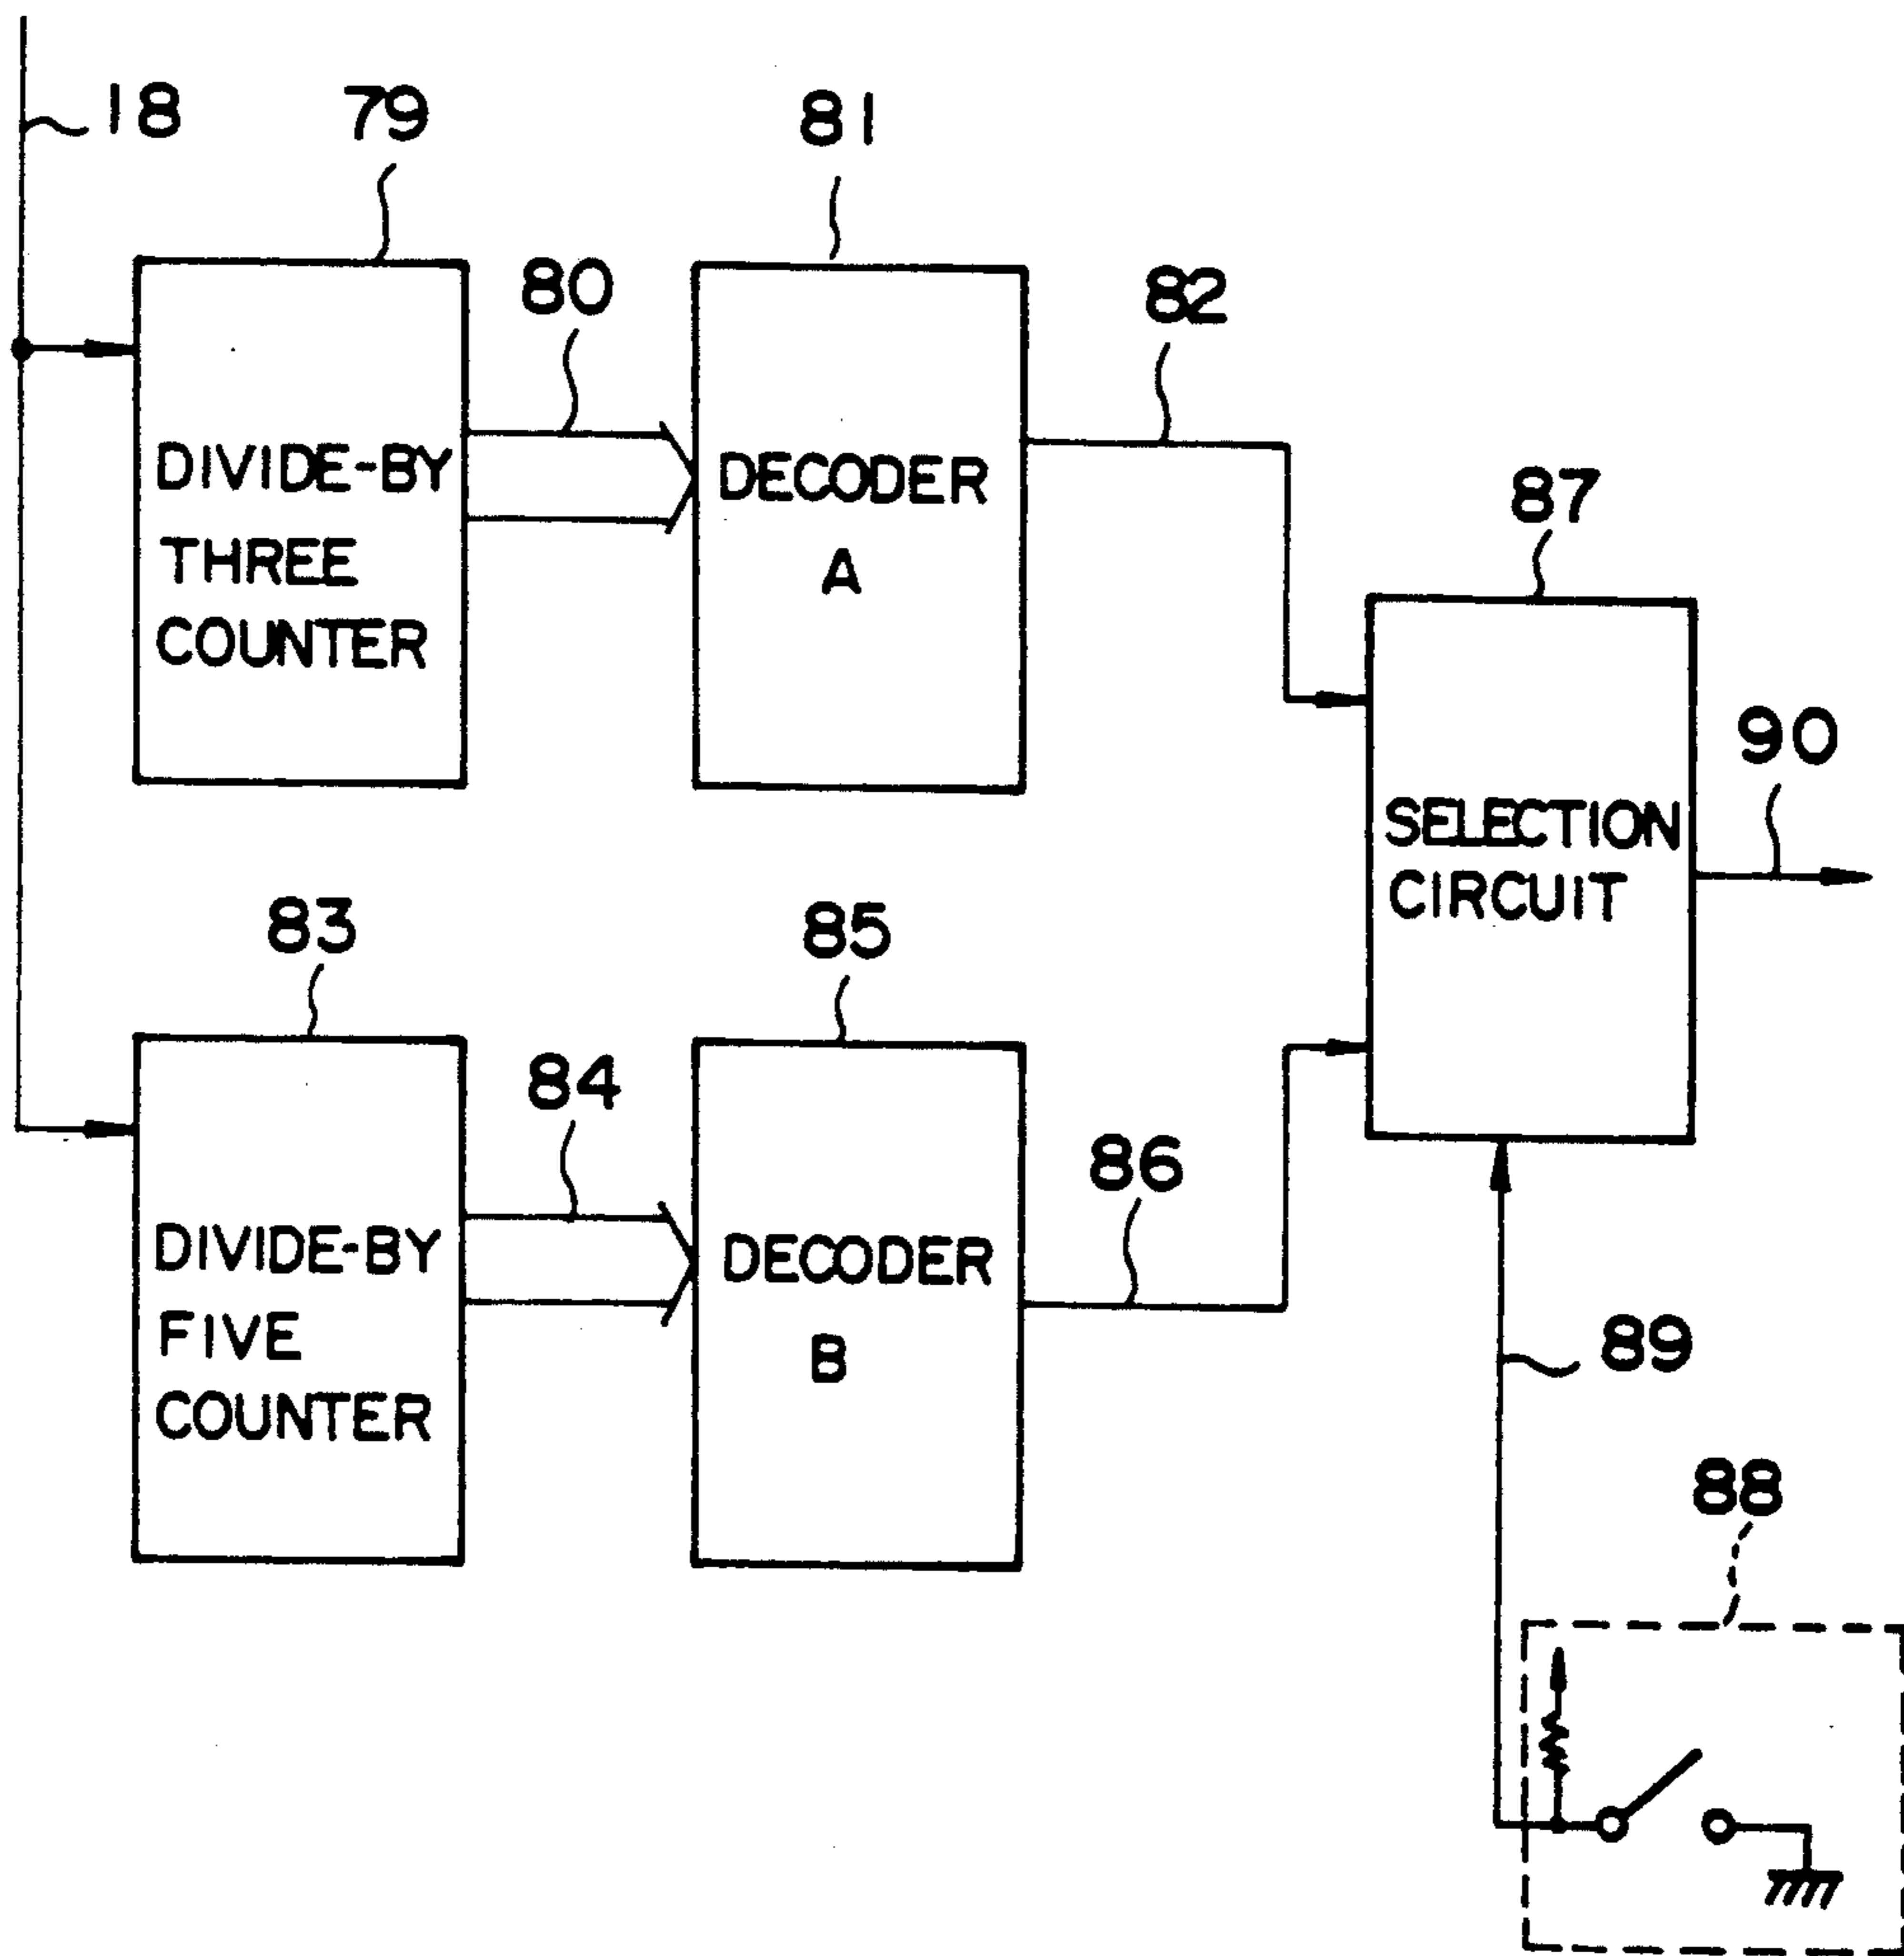 18
79
81
80
82
DIVIDE-BY
THREE
COUNTER
DECODER
A
87
90
SELECTION
CIRCUIT
83
85
84
86
DIVIDE-BY
FIVE
COUNTER
DECODER
B
89
88